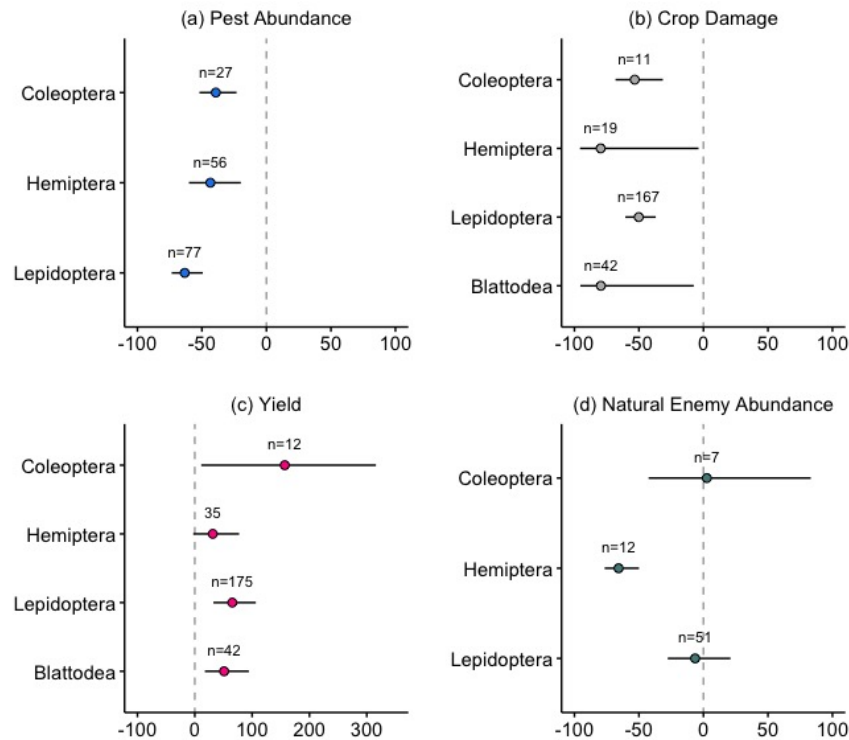 (a) Pest Abundance
n=27
Coleoptera
n=56
Hemiptera
n=77
Lepidoptera
-100 -50 0 50 100
(b) Crop Damage
n=11
Coleoptera
n=19
Hemiptera
n=167
Lepidoptera
n=42
Blattodea
-100 -50 0 50 100
(c) Yield
n=12
Coleoptera
35
Hemiptera
n=175
Lepidoptera
n=42
Blattodea
-100 0 100 200 300
(d) Natural Enemy Abundance
n=7
Coleoptera
n=12
Hemiptera
n=51
Lepidoptera
-100 -50 0 50 100